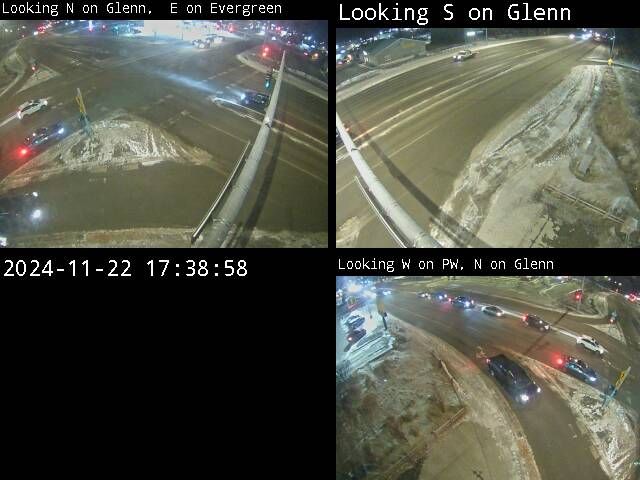 Looking N on Glenn,  E on Evergreen
Looking S on Glenn
2024-11-22 17:38:58
Looking W on PW, N on Glenn